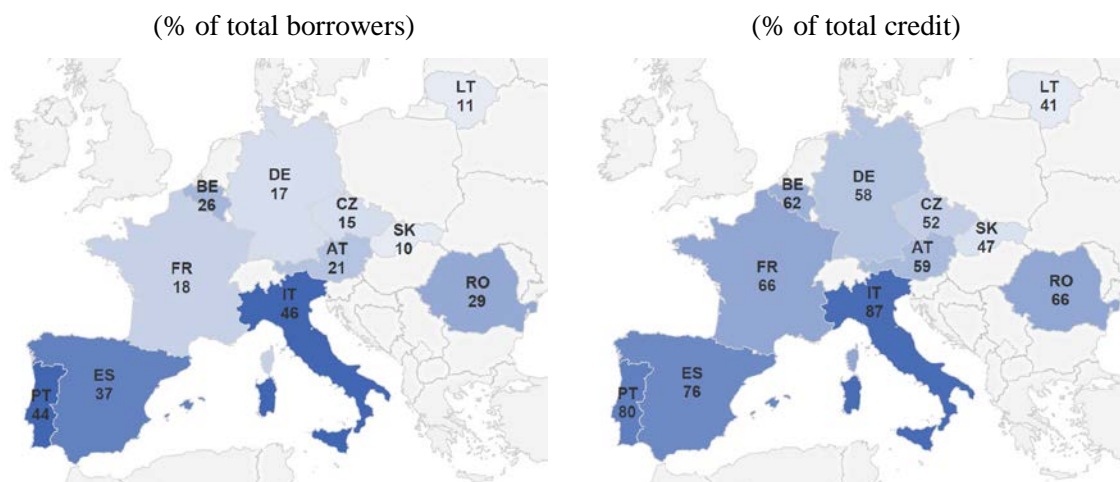 (% of total borrowers)
LT
11
DE
17
BE
26
CZ
15
SK
10
AT
21
FR
18
RO
29
IT
46
ES
37
PT
44
(% of total credit)
LT
41
DE
58
BE
62
CZ
52
SK
47
AT
59
FR
66
RO
66
IT
87
ES
76
PT
80